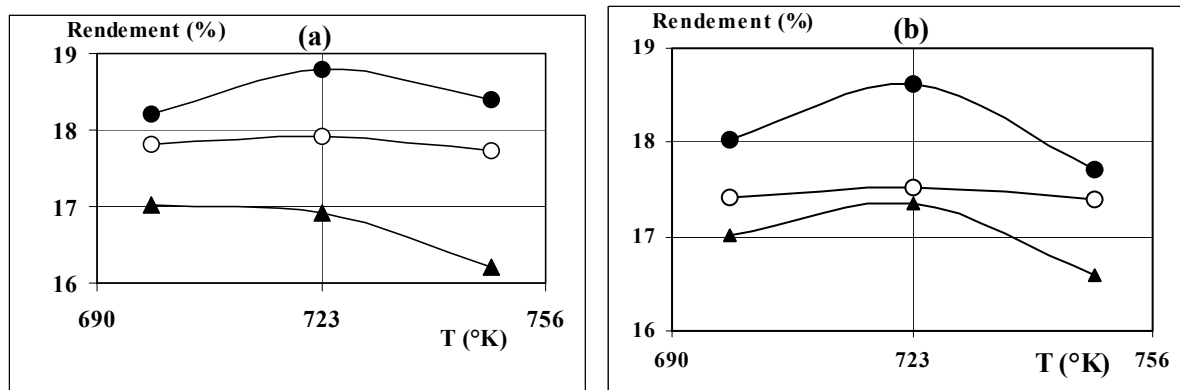 Rendement (%)
(a)
19
18
17
16
690
723
756
T (°K)
Rendement (%)
(b)
19
18
17
16
690
723
756
T (°K)